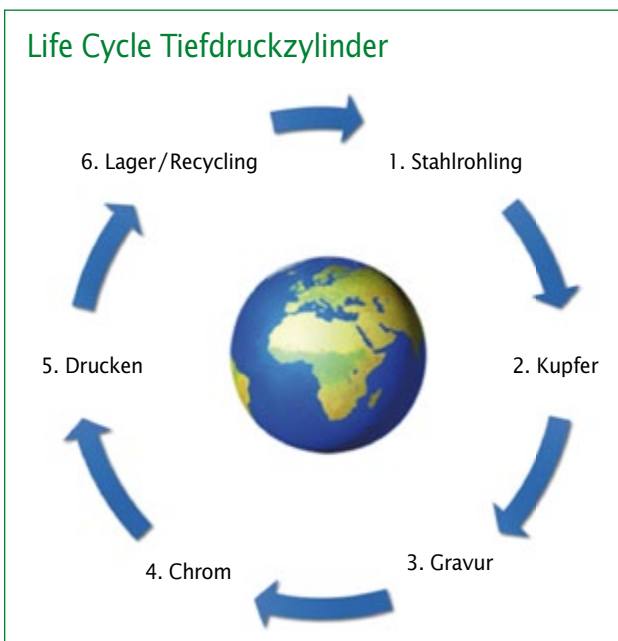 Life Cycle Tiefdruckzylinder
1. Stahlrohling
2. Kupfer
3. Gravur
4. Chrom
5. Drucken
6. Lager/Recycling